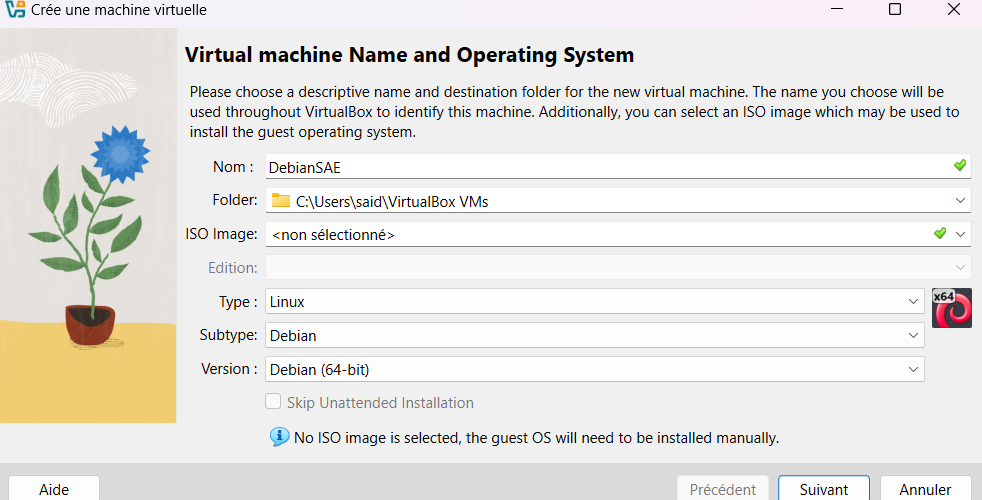 Crée une machine virtuelle
Virtual machine Name and Operating System
Please choose a descriptive name and destination folder for the new virtual machine. The name you choose will be
used throughout VirtualBox to identify this machine. Additionally, you can select an ISO image which may be used to
install the guest operating system.
Nom : DebianSAE
Folder: C:\Users\said\VirtualBox VMs
ISO Image: <non sélectionné>
Edition:
Type : Linux
x64
Subtype: Debian
Version : Debian (64-bit)
Skip Unattended Installation
No ISO image is selected, the guest OS will need to be installed manually.
Aide Précédent Suivant Annuler